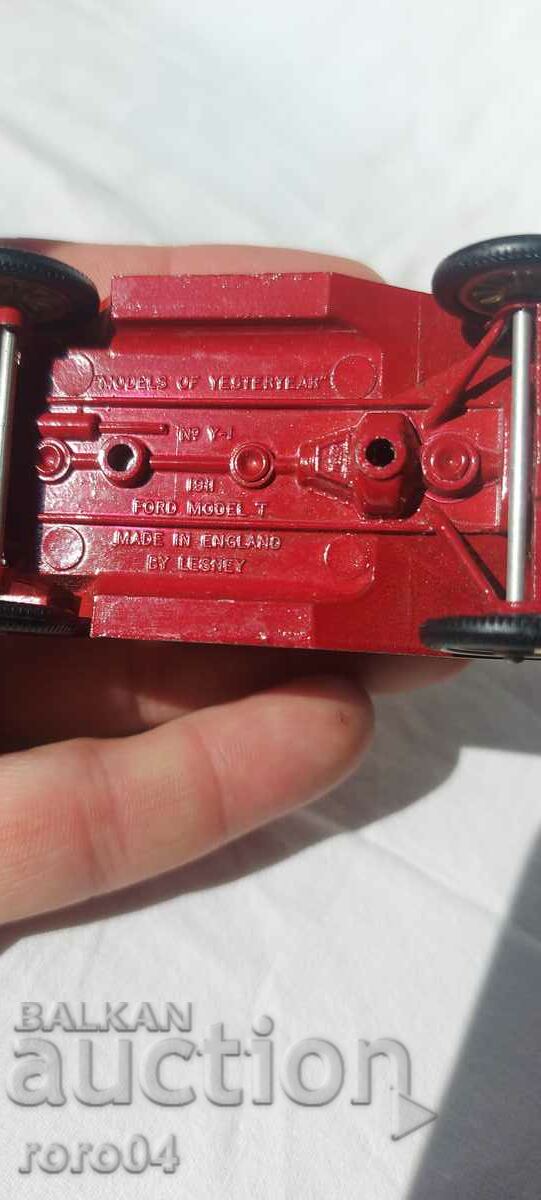 "MODELS OF YESTERYEAR"
Nº Y-1
1911
FORD MODEL T
MADE IN ENGLAND
BY LESNEY
BALKAN
auction
roro04